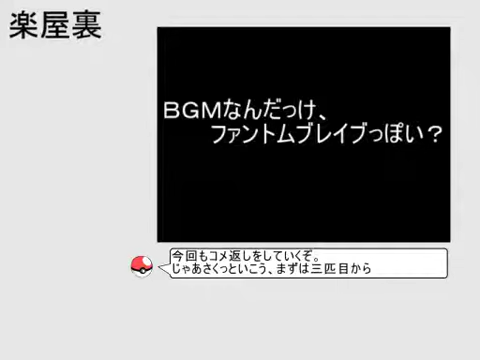 楽屋裏
BGMなんだっけ、
ファントムブレイブっぽい?
今回もコメ返しをしていくぞ。
じゃあさくっといこう、まずは三匹目から